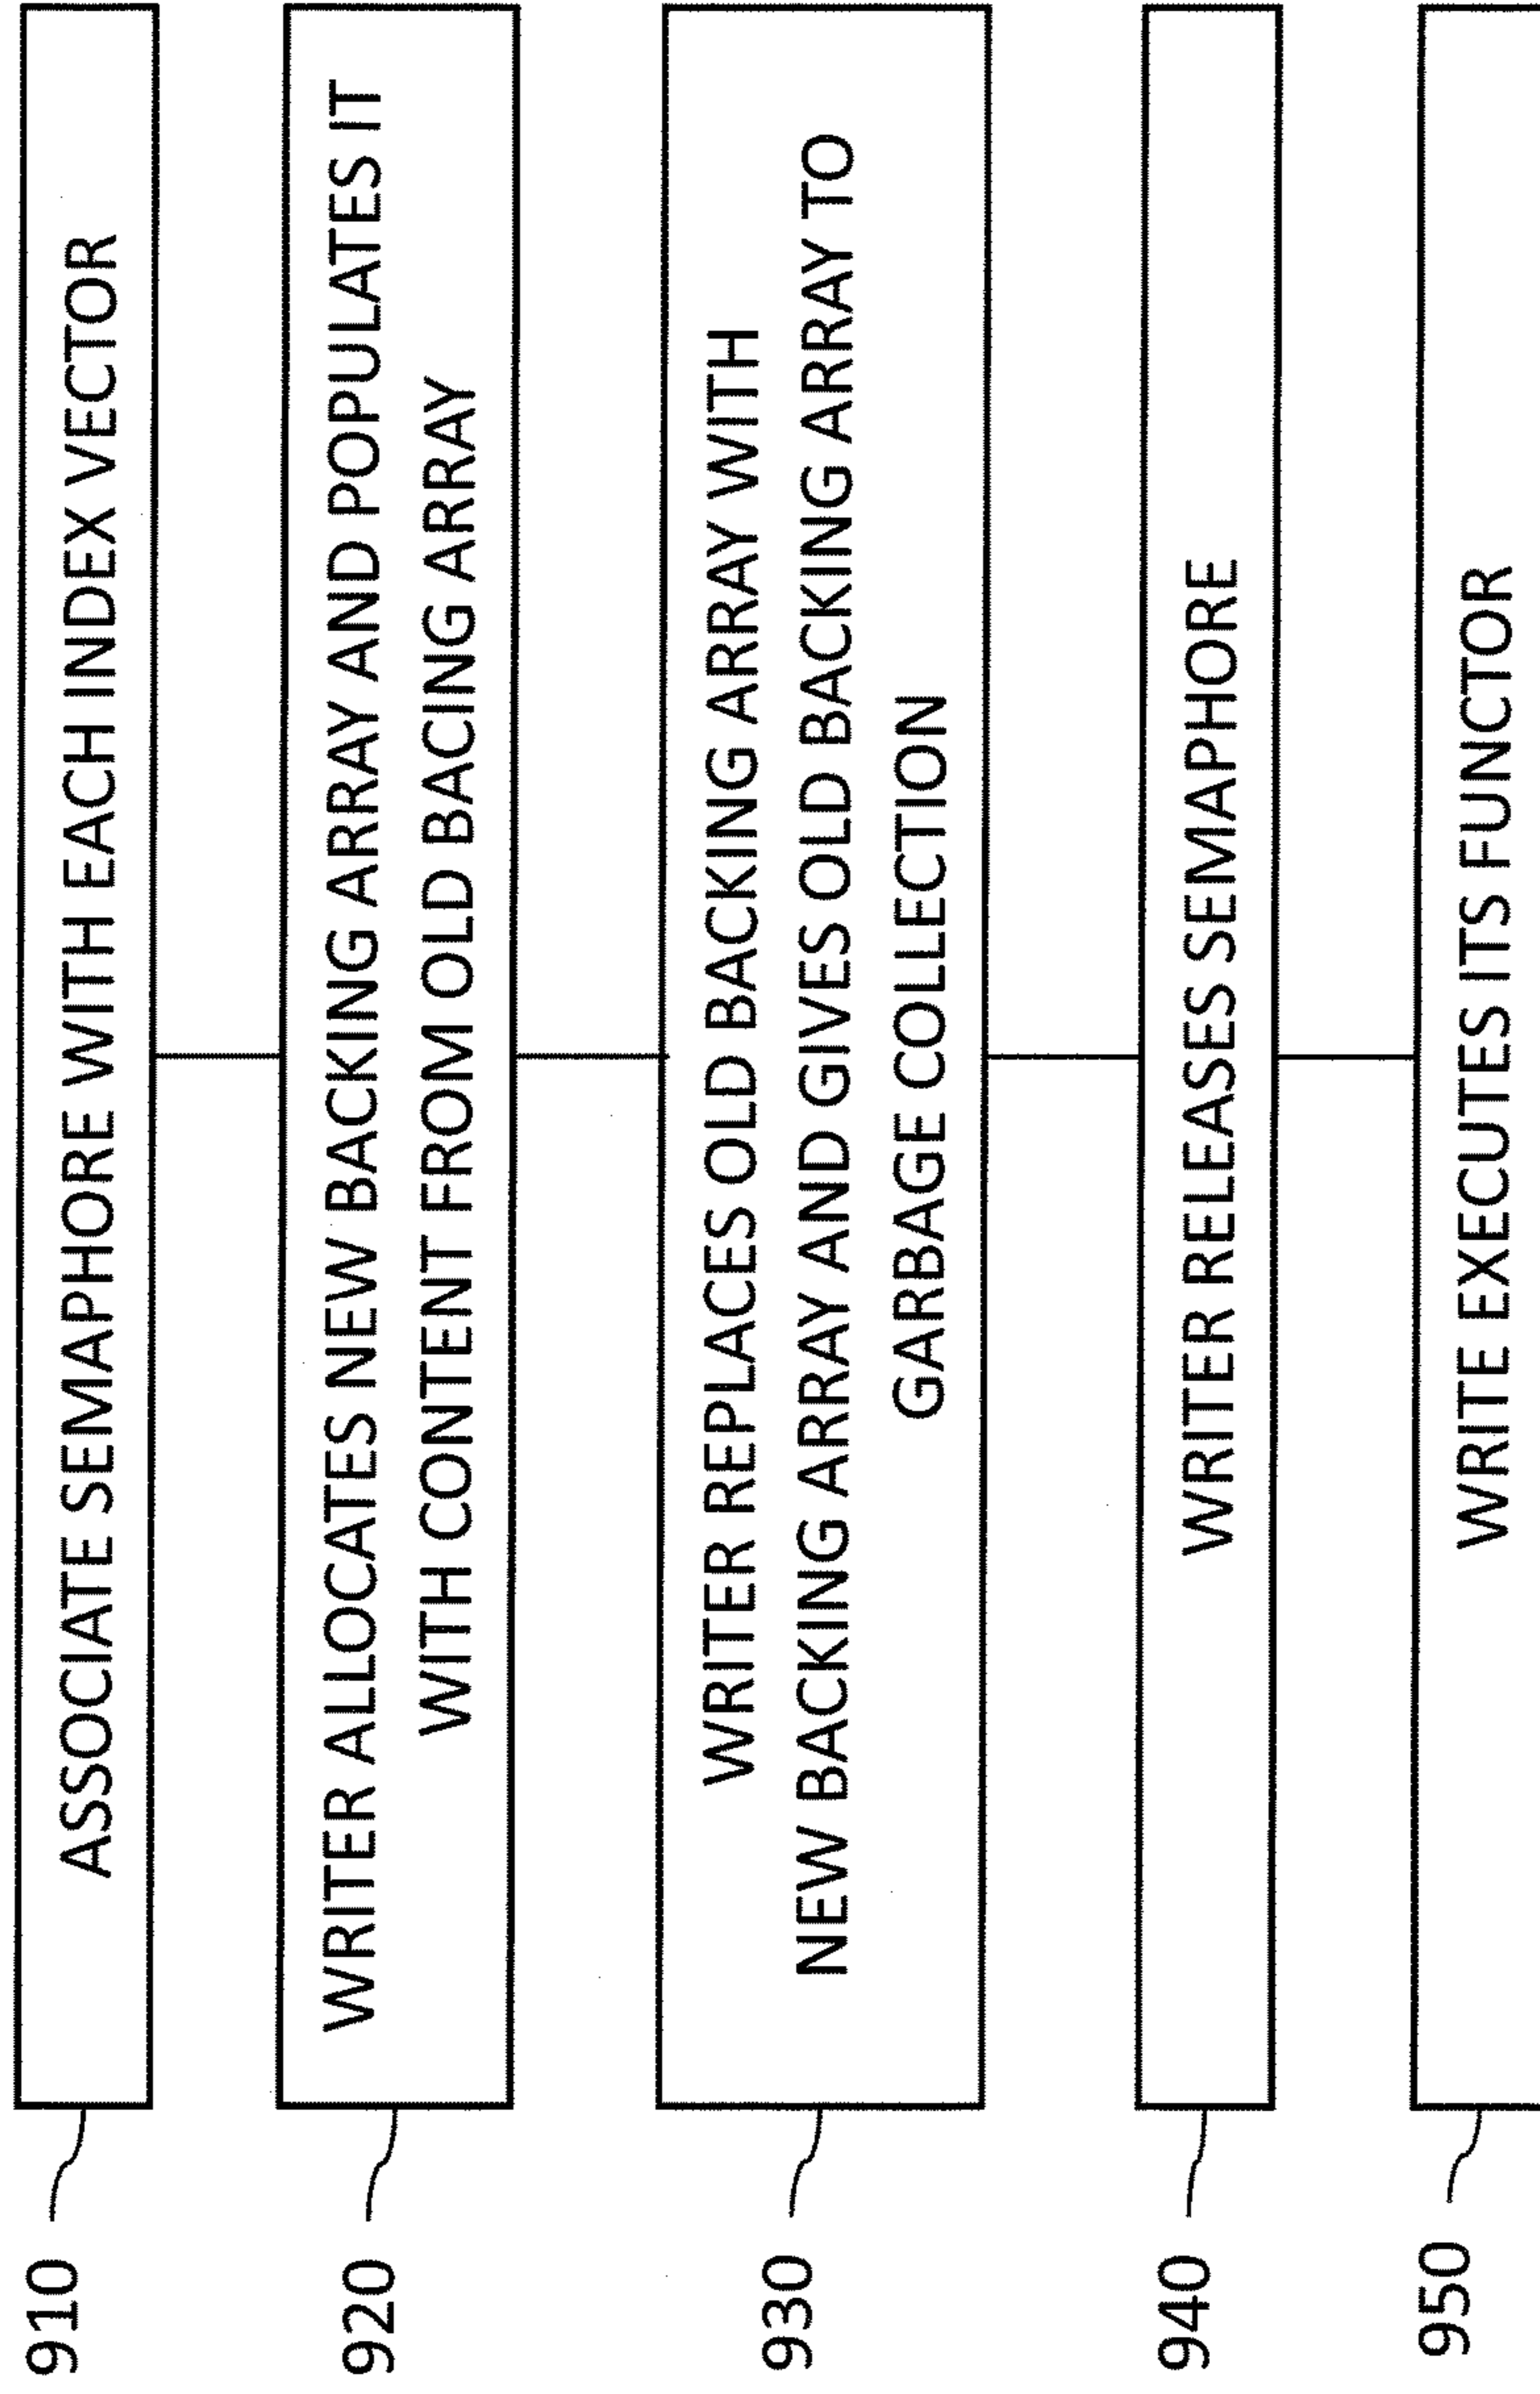 910
ASSOCIATE SEMAPHORE WITH EACH INDEX VECTOR
920
WRITER ALLOCATES NEW BACKING ARRAY AND POPULATES IT
WITH CONTENT FROM OLD BACING ARRAY
930
WRITER REPLACES OLD BACKING ARRAY WITH
NEW BACKING ARRAY AND GIVES OLD BACKING ARRAY TO
GARBAGE COLLECTION
940
WRITER RELEASES SEMAPHORE
950
WRITE EXECUTES ITS FUNCTOR